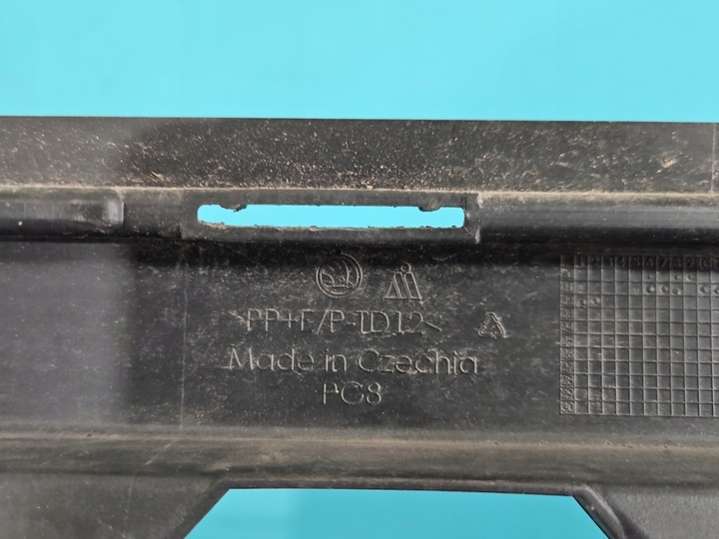 >PP+E/P-TD12<
Made in Czechia
PC8